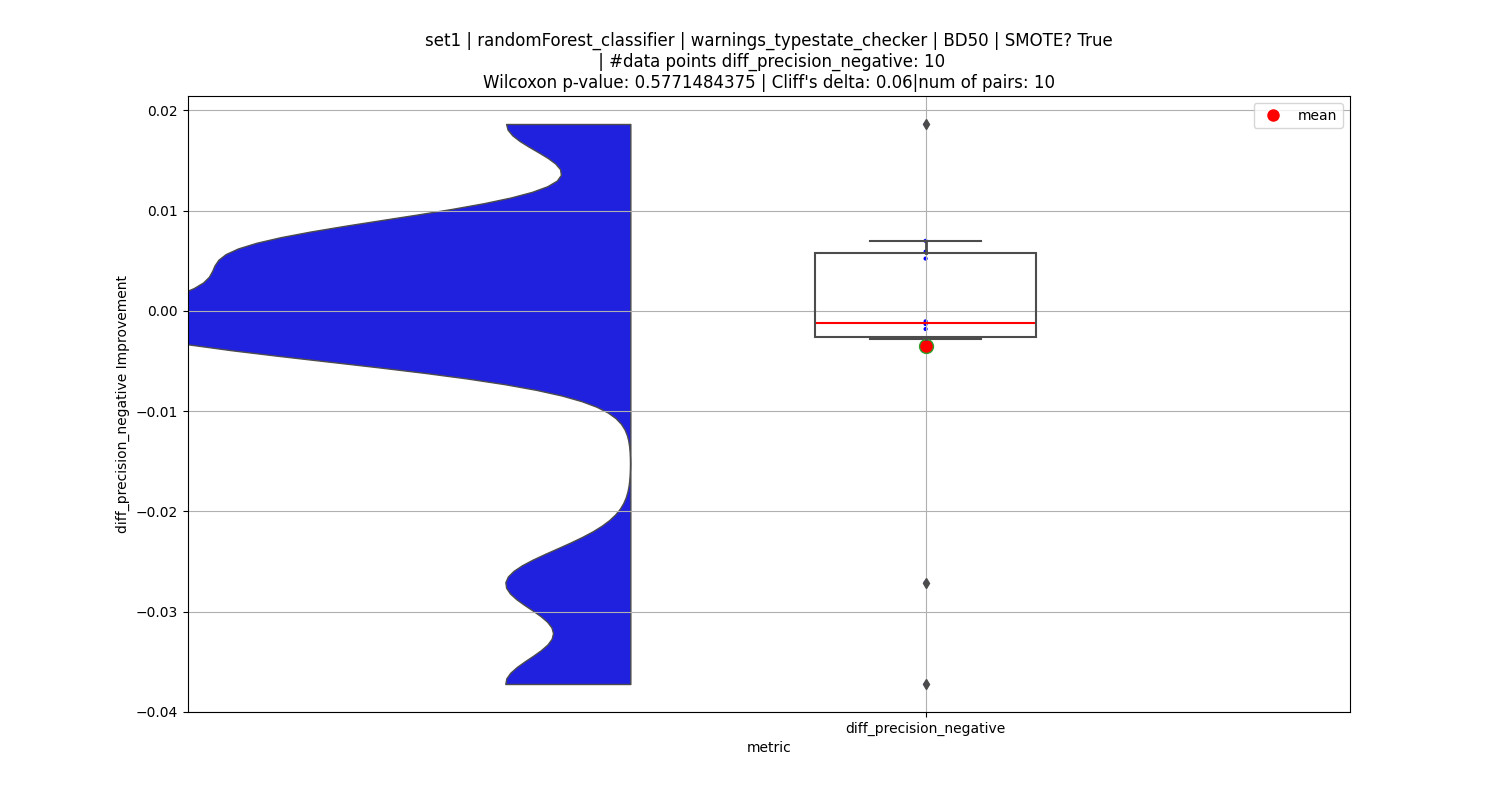 set1 | randomForest_classifier | warnings_typestate_checker | BD50 | SMOTE? True
| #data points diff_precision_negative: 10
Wilcoxon p-value: 0.5771484375 | Cliff's delta: 0.06|num of pairs: 10
mean
0.02
0.01
0.00
−0.01
−0.02
−0.03
−0.04
diff_precision_negative Improvement
diff_precision_negative
metric